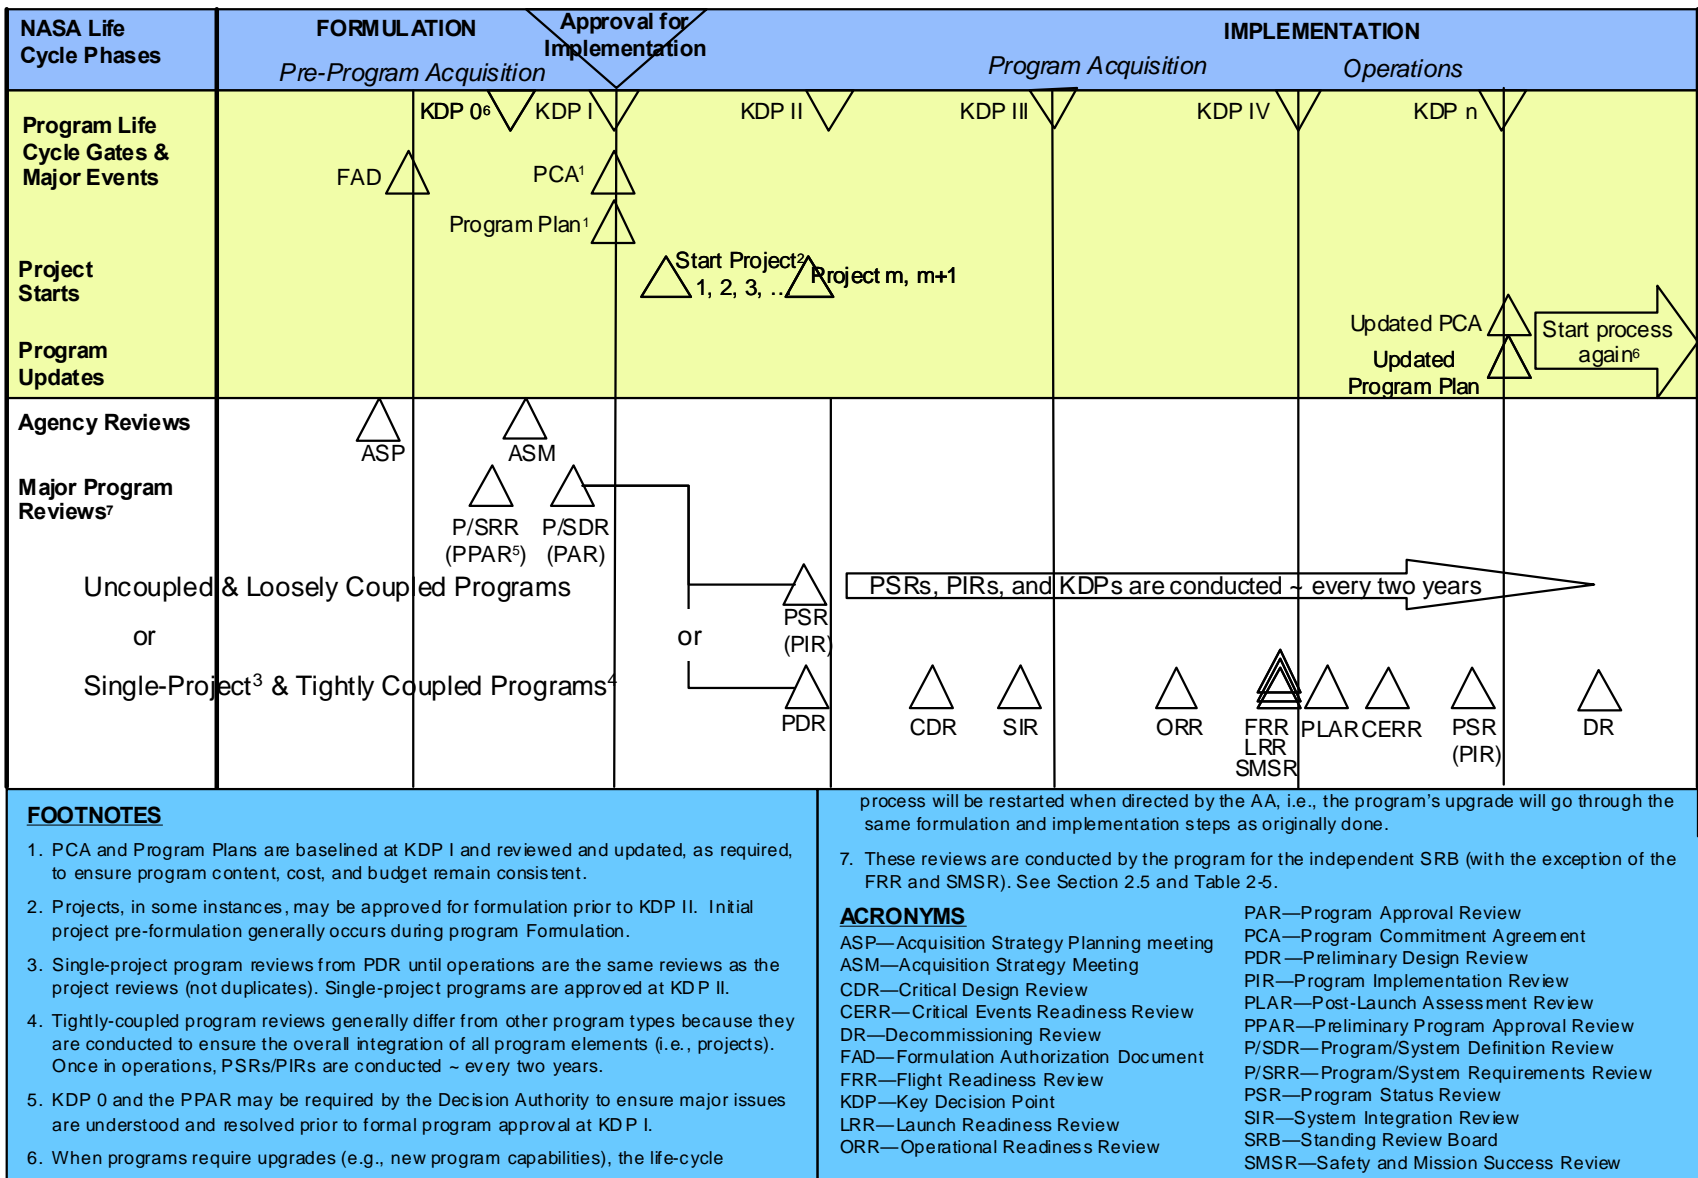 NASA Life
Cycle Phases
FORMULATION
Pre-Program Acquisition
Approval for
Implementation
IMPLEMENTATION
Program Acquisition
Operations
Program Life
Cycle Gates &
Major Events
KDP 0⁶
KDP I
KDP II
KDP III
KDP IV
KDP n
FAD
PCA¹
Program Plan¹
Project
Starts
Start Project²
1, 2, 3, ...
Project m, m+1
Program
Updates
Updated PCA
Updated
Program Plan
Start process
again⁶
Agency Reviews
ASP
ASM
Major Program
Reviews⁷
P/SRR
(PPAR⁵)
P/SDR
(PAR)
Uncoupled & Loosely Coupled Programs
or
Single-Project³ & Tightly Coupled Programs⁴
or
PSR
(PIR)
PSRs, PIRs, and KDPs are conducted ~ every two years
PDR
CDR
SIR
ORR
FRR
LRR
SMSR
PLAR
CERR
PSR
(PIR)
DR
FOOTNOTES
1. PCA and Program Plans are baselined at KDP I and reviewed and updated, as required,
to ensure program content, cost, and budget remain consistent.
2. Projects, in some instances, may be approved for formulation prior to KDP II. Initial
project pre-formulation generally occurs during program Formulation.
3. Single-project program reviews from PDR until operations are the same reviews as the
project reviews (not duplicates). Single-project programs are approved at KDP II.
4. Tightly-coupled program reviews generally differ from other program types because they
are conducted to ensure the overall integration of all program elements (i.e., projects).
Once in operations, PSRs/PIRs are conducted ~ every two years.
5. KDP 0 and the PPAR may be required by the Decision Authority to ensure major issues
are understood and resolved prior to formal program approval at KDP I.
6. When programs require upgrades (e.g., new program capabilities), the life-cycle
process will be restarted when directed by the AA, i.e., the program's upgrade will go through the
same formulation and implementation steps as originally done.
7. These reviews are conducted by the program for the independent SRB (with the exception of the
FRR and SMSR). See Section 2.5 and Table 2-5.
ACRONYMS
ASP—Acquisition Strategy Planning meeting
ASM—Acquisition Strategy Meeting
CDR—Critical Design Review
CERR—Critical Events Readiness Review
DR—Decommissioning Review
FAD—Formulation Authorization Document
FRR—Flight Readiness Review
KDP—Key Decision Point
LRR—Launch Readiness Review
ORR—Operational Readiness Review
PAR—Program Approval Review
PCA—Program Commitment Agreement
PDR—Preliminary Design Review
PIR—Program Implementation Review
PLAR—Post-Launch Assessment Review
PPAR—Preliminary Program Approval Review
P/SDR—Program/System Definition Review
P/SRR—Program/System Requirements Review
PSR—Program Status Review
SIR—System Integration Review
SRB—Standing Review Board
SMSR—Safety and Mission Success Review